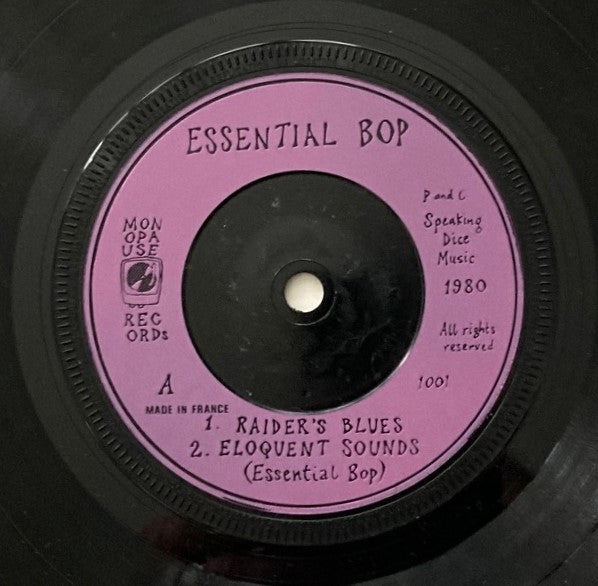 ESSENTIAL BOP
P and C
Speaking
Dice
Music
1980
All rights
reserved
1001
MON
OPA
USE
REC
ORDs
A
MADE IN FRANCE
1. RAIDER'S BLUES
2. ELOQUENT SOUNDS
(Essential Bop)